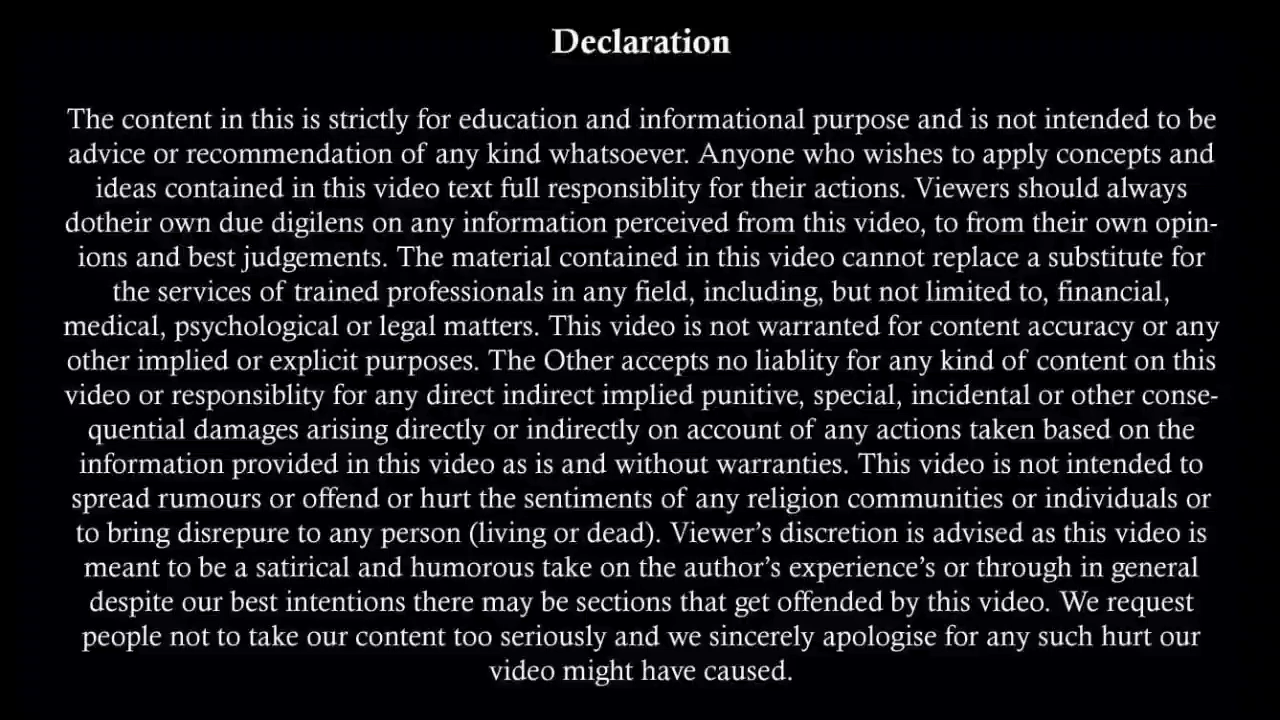 Declaration
The content in this is strictly for education and informational purpose and is not intended to be
advice or recommendation of any kind whatsoever. Anyone who wishes to apply concepts and
ideas contained in this video text full responsiblity for their actions. Viewers should always
dotheir own due digilens on any information perceived from this video, to from their own opin-
ions and best judgements. The material contained in this video cannot replace a substitute for
the services of trained professionals in any field, including, but not limited to, financial,
medical, psychological or legal matters. This video is not warranted for content accuracy or any
other implied or explicit purposes. The Other accepts no liablity for any kind of content on this
video or responsiblity for any direct indirect implied punitive, special, incidental or other conse-
quential damages arising directly or indirectly on account of any actions taken based on the
information provided in this video as is and without warranties. This video is not intended to
spread rumours or offend or hurt the sentiments of any religion communities or individuals or
to bring disrepure to any person (living or dead). Viewer’s discretion is advised as this video is
meant to be a satirical and humorous take on the author’s experience’s or through in general
despite our best intentions there may be sections that get offended by this video. We request
people not to take our content too seriously and we sincerely apologise for any such hurt our
video might have caused.